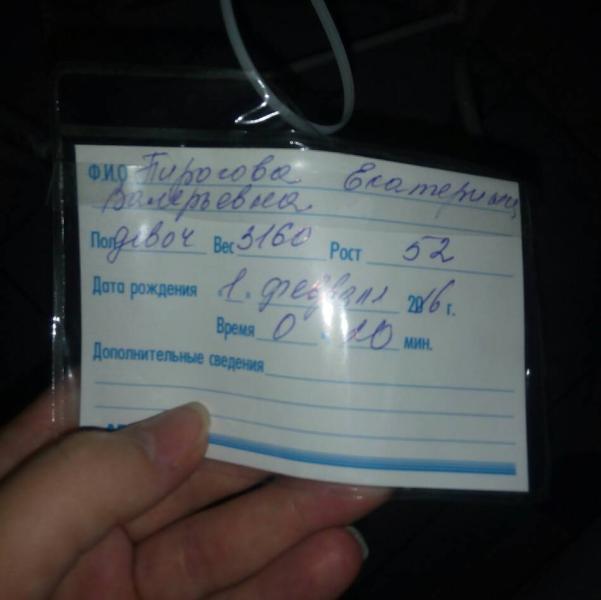 Ф.И.О. Пирогова Екатерина
Валерьевна
Пол девоч Вес 3160 Рост 52
Дата рождения "1" февраля 2016 г.
Время 0 ч. 10 мин.
Дополнительные сведения